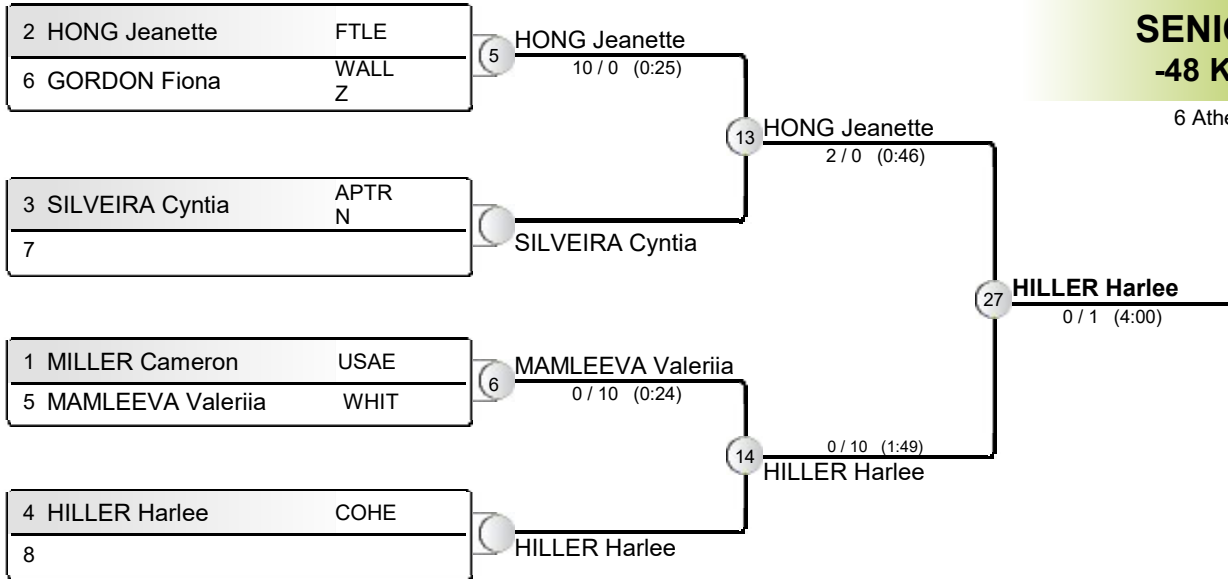 SENI
-48 K
6 Athe
2 HONG Jeanette FTLE
6 GORDON Fiona WALL
Z
5
HONG Jeanette
10 / 0 (0:25)
13
HONG Jeanette
2 / 0 (0:46)
3 SILVEIRA Cyntia APTR
N
7
SILVEIRA Cyntia
27
HILLER Harlee
0 / 1 (4:00)
1 MILLER Cameron USAE
5 MAMLEEVA Valeriia WHIT
6
MAMLEEVA Valeriia
0 / 10 (0:24)
14
0 / 10 (1:49)
HILLER Harlee
4 HILLER Harlee COHE
8
HILLER Harlee